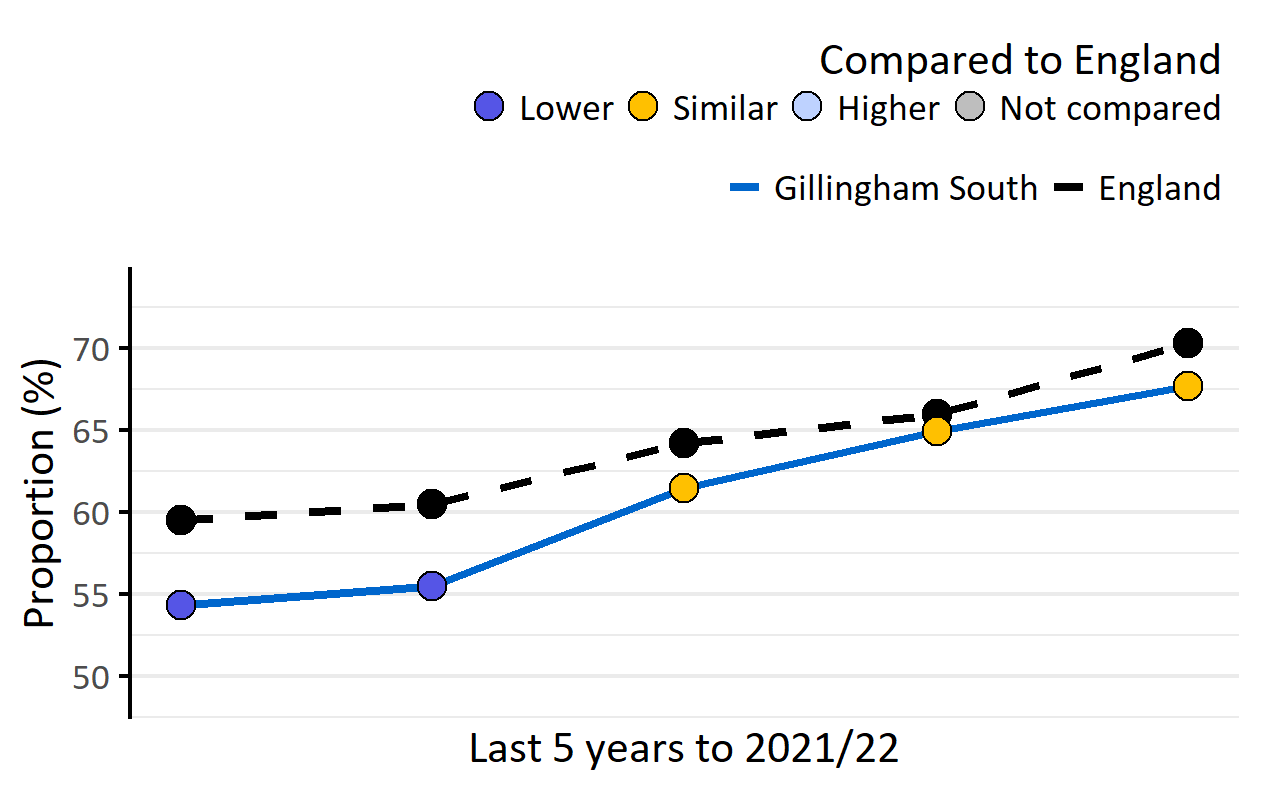 Compared to England
Lower Similar Higher Not compared
Gillingham South England
Proportion (%)
70
65
60
55
50
Last 5 years to 2021/22